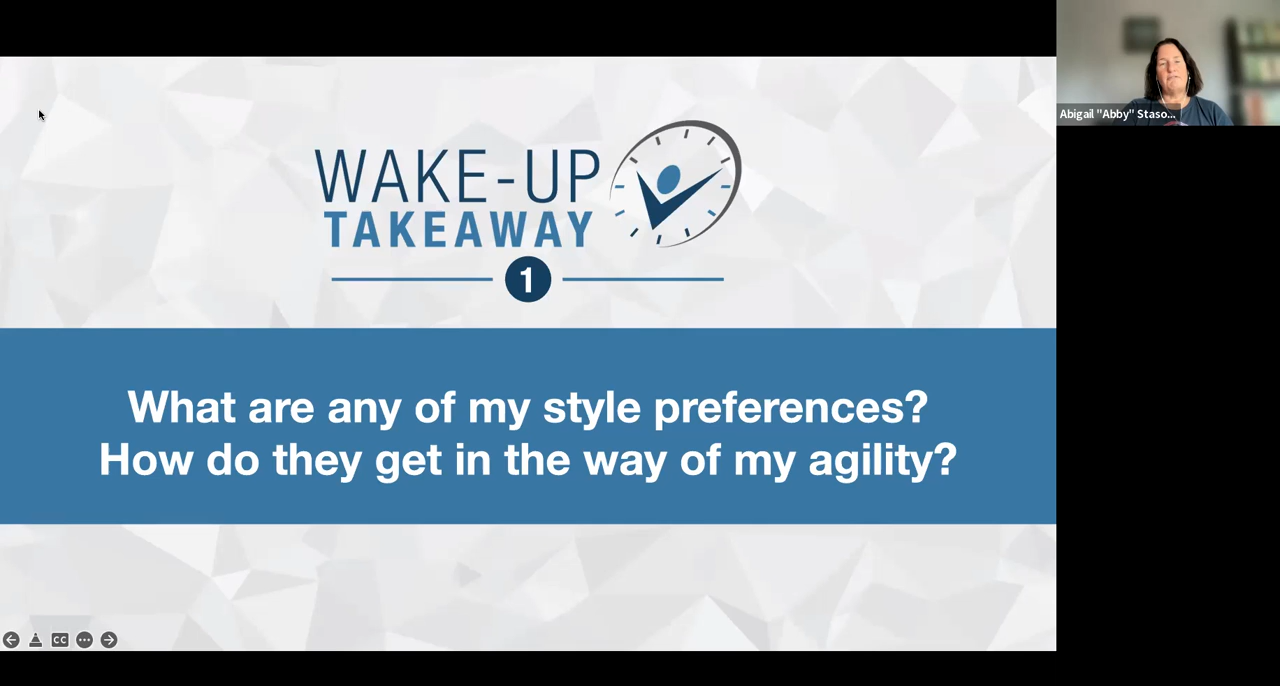 WAKE-UP
TAKEAWAY
1
What are any of my style preferences?
How do they get in the way of my agility?
Abigail "Abby" Staso...
CC